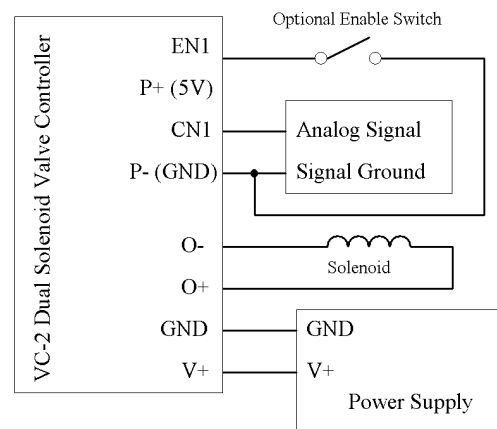 Optional Enable Switch
EN1
P+ (5V)
CN1
Analog Signal
P- (GND)
Signal Ground
O-
Solenoid
O+
GND
GND
V+
V+
Power Supply
VC-2 Dual Solenoid Valve Controller